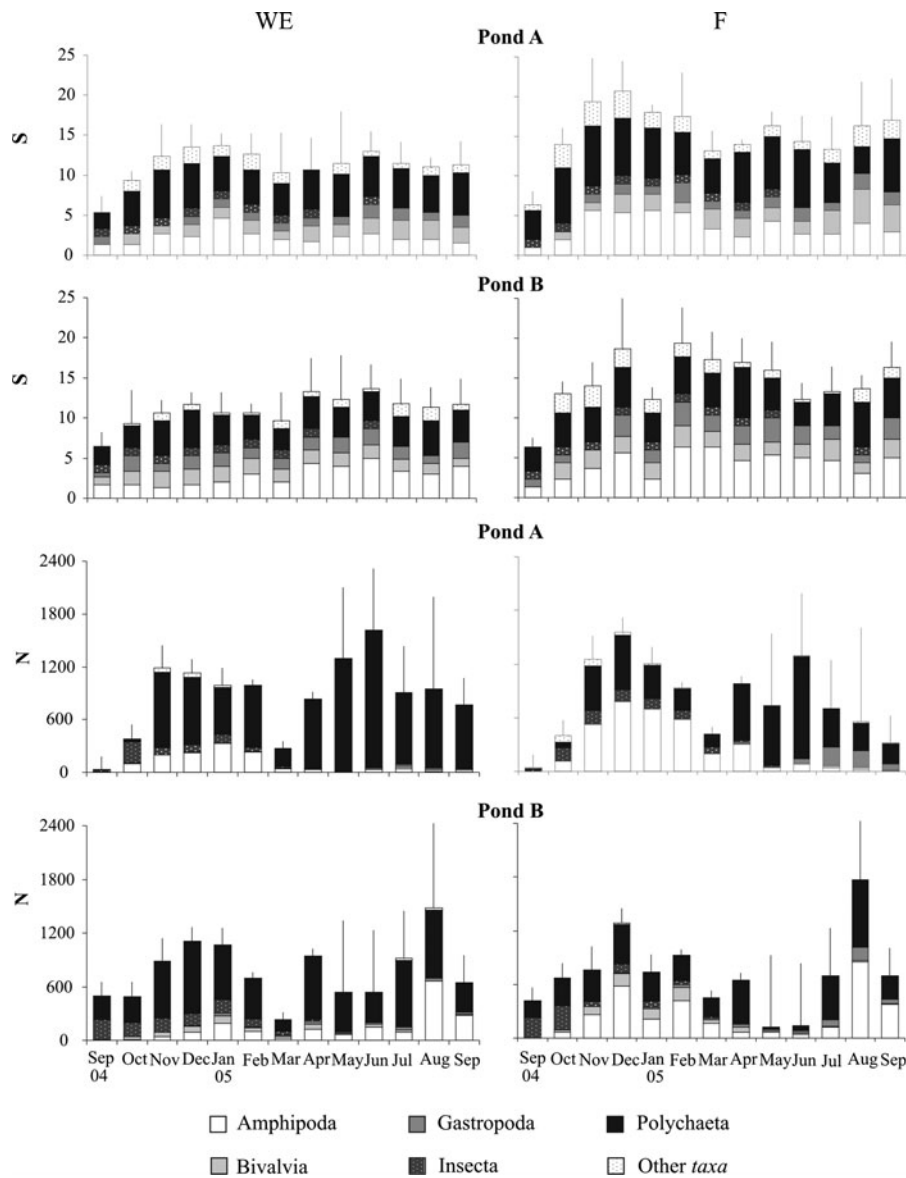 WE F
Pond A
25
20
15
S
10
5
0
Pond B
25
20
15
S
10
5
0
Pond A
2400
1800
N
1200
600
0
Pond B
2400
1800
N
1200
600
0
Sep Oct Nov Dec Jan Feb Mar Apr May Jun Jul Aug Sep Sep Oct Nov Dec Jan Feb Mar Apr May Jun Jul Aug Sep
04 05 04 05
Amphipoda Gastropoda Polychaeta
Bivalvia Insecta Other taxa